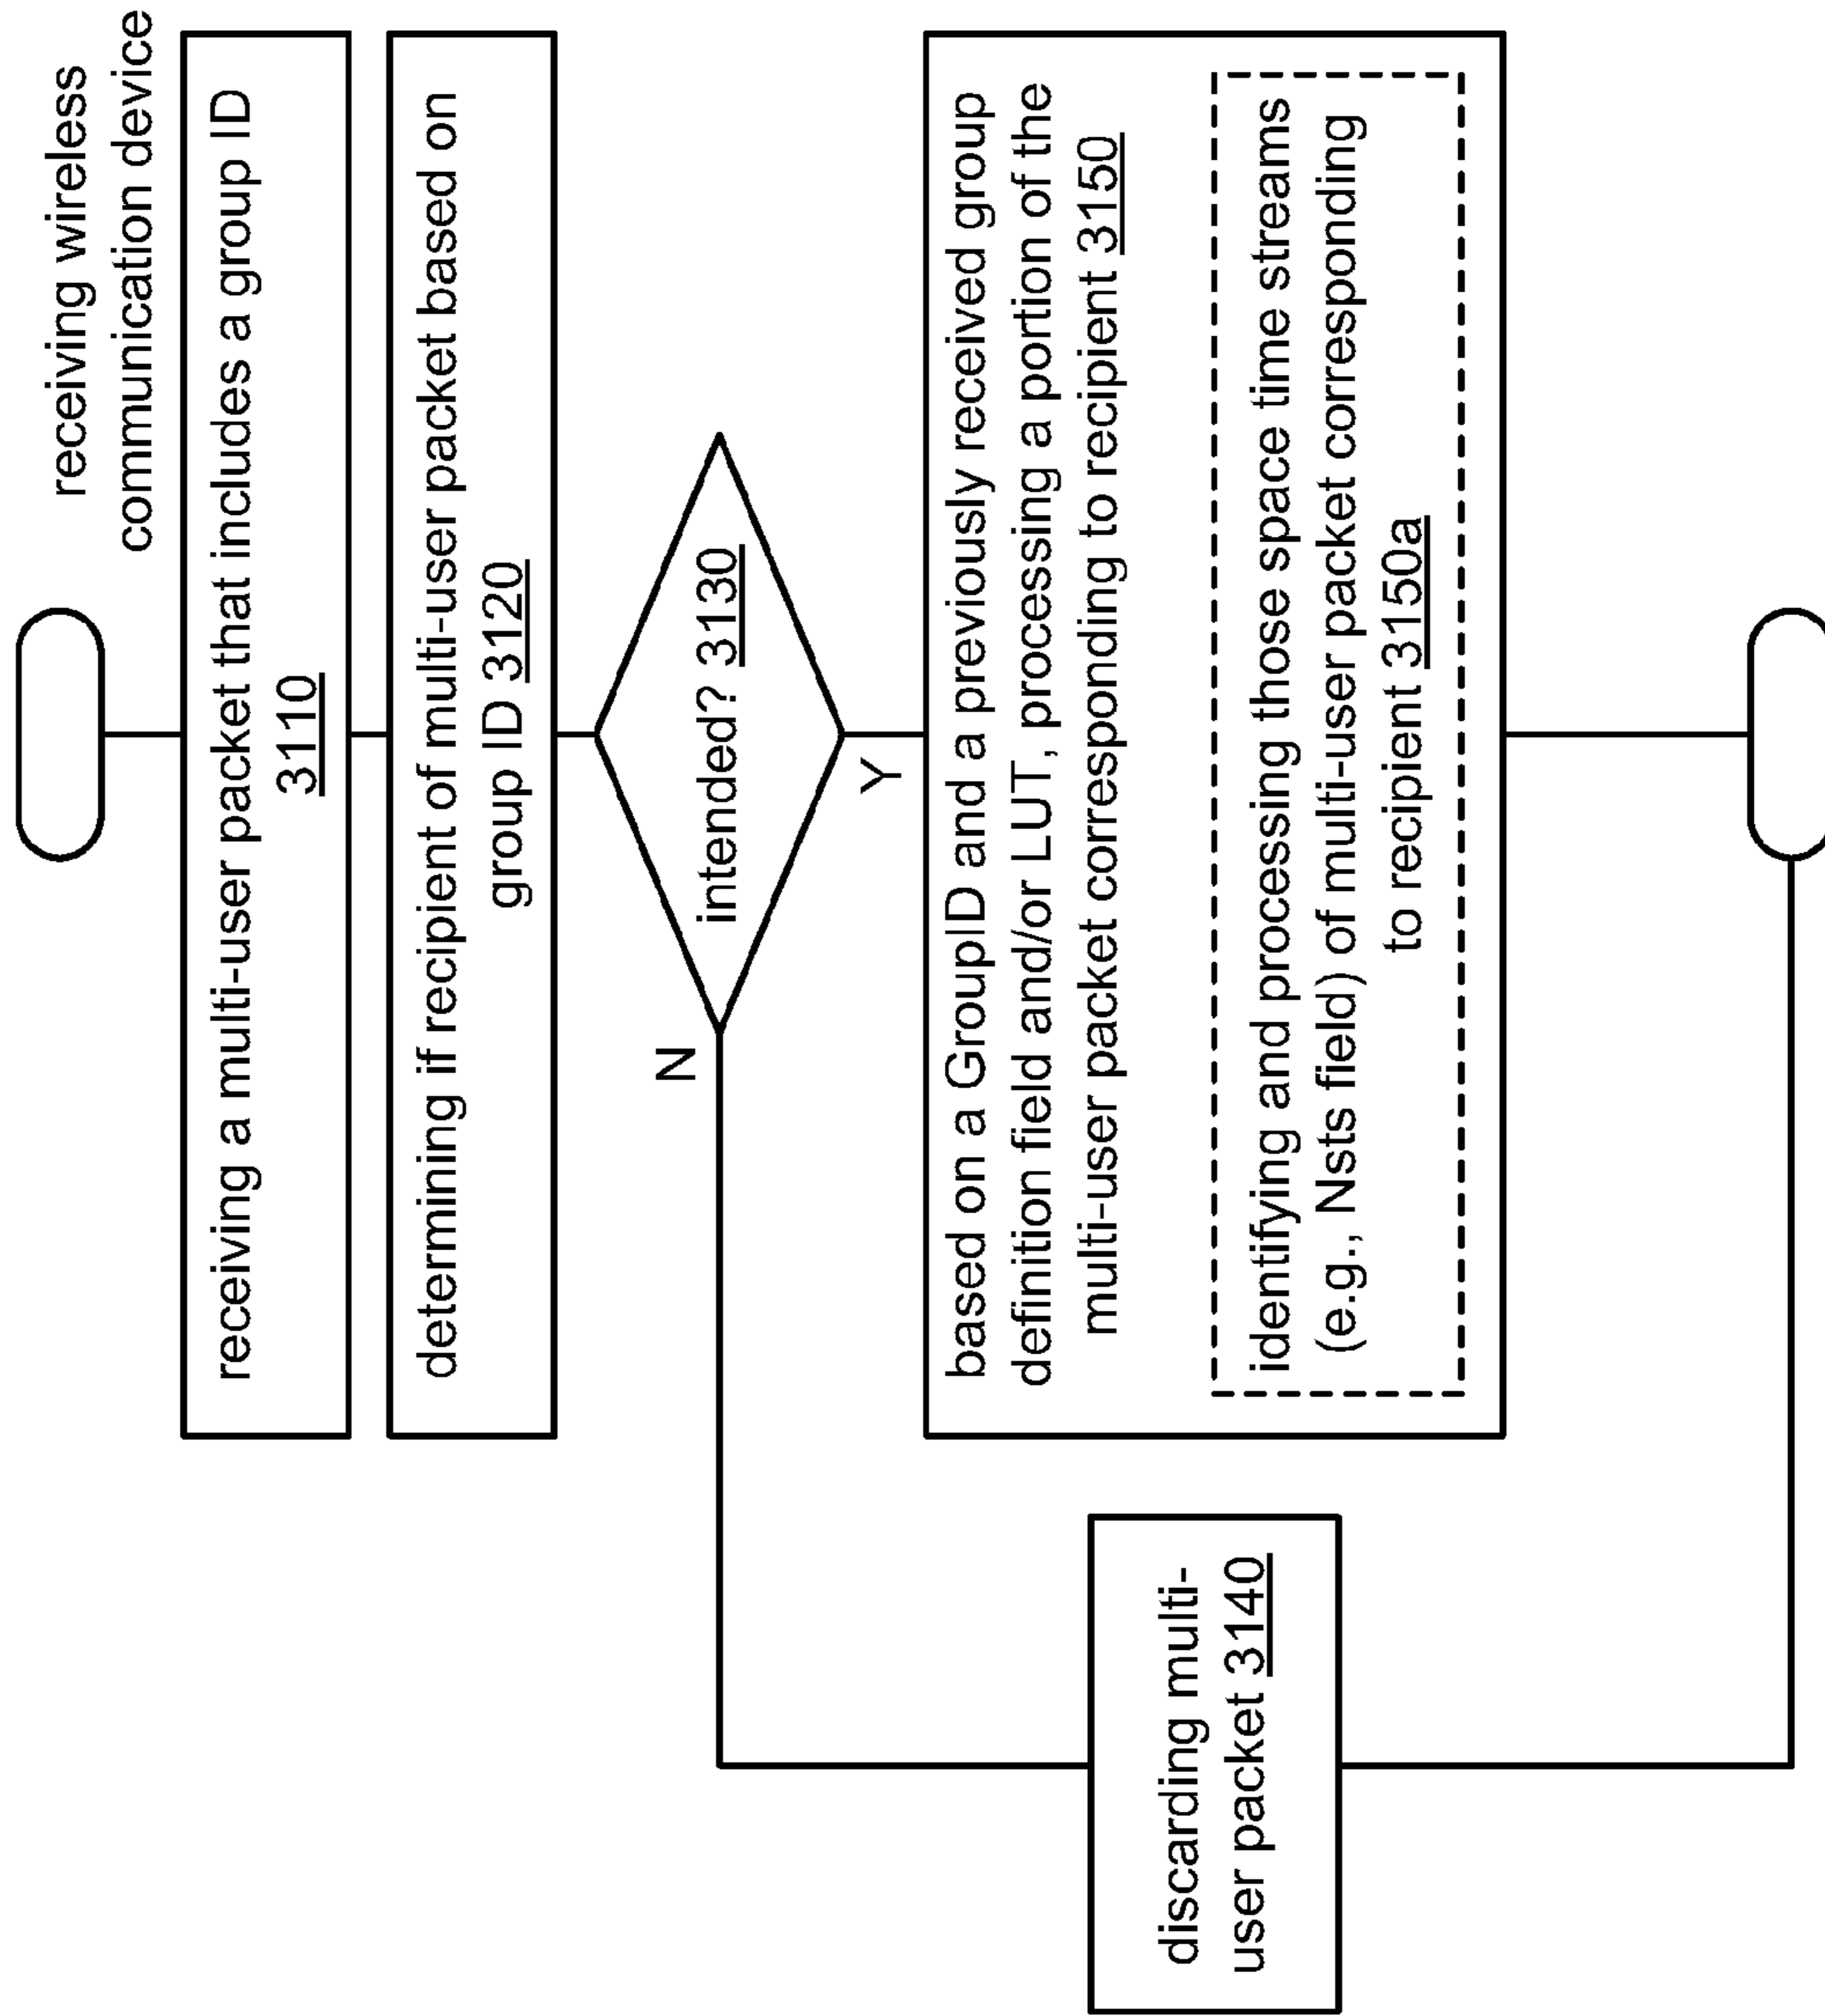 receiving wireless
communication device
receiving a multi-user packet that includes a group ID
3110
determining if recipient of multi-user packet based on
group ID 3120
intended? 3130
N
Y
based on a GroupID and a previously received group
definition field and/or LUT, processing a portion of the
multi-user packet corresponding to recipient 3150
identifying and processing those space time streams
(e.g., Nsts field) of multi-user packet corresponding
to recipient 3150a
discarding multi-
user packet 3140